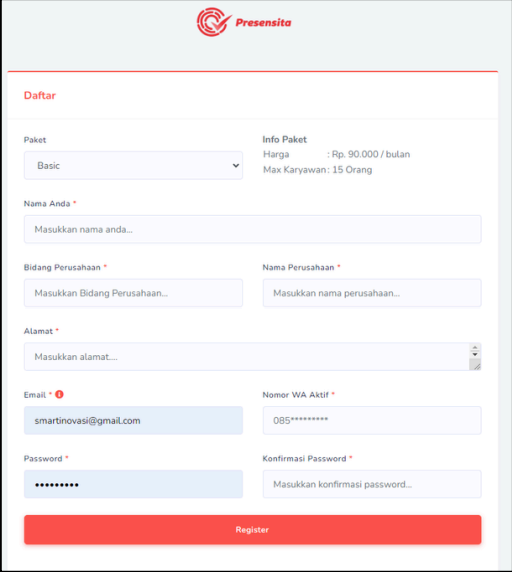 Presensita
Daftar
Paket
Info Paket
Basic
Harga : Rp. 90.000 / bulan
Max Karyawan : 15 Orang
Nama Anda *
Masukkan nama anda...
Bidang Perusahaan *
Nama Perusahaan *
Masukkan Bidang Perusahaan...
Masukkan nama perusahaan...
Alamat *
Masukkan alamat....
Email *
Nomor WA Aktif *
smartinovasi@gmail.com
085*********
Password *
Konfirmasi Password *
•••••••••
Masukkan konfirmasi password...
Register